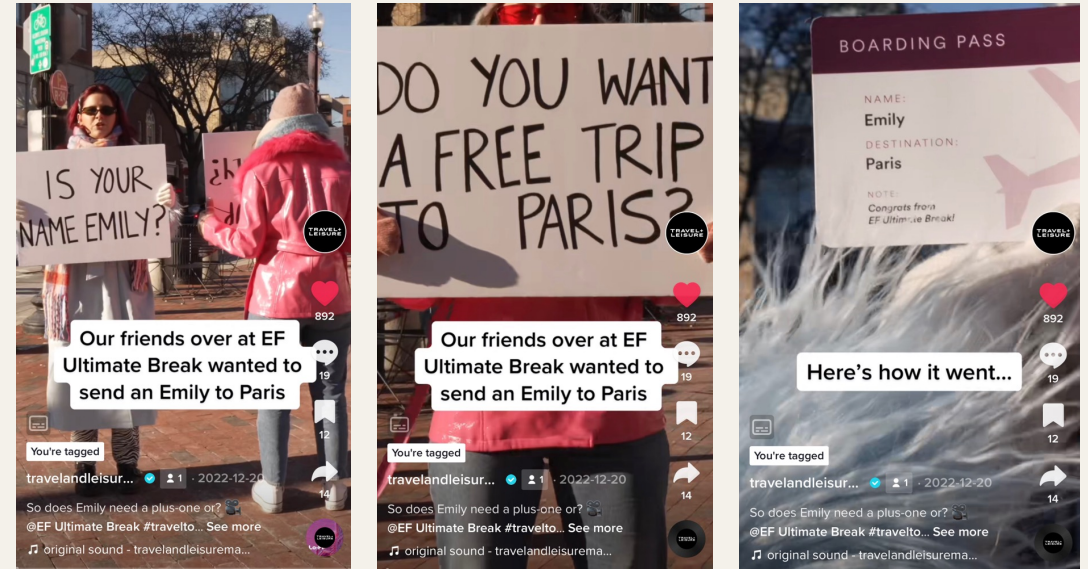 IS YOUR
NAME EMILY?
TRAVEL+
LEISURE
892
Our friends over at EF
Ultimate Break wanted to
send an Emily to Paris
19
12
You're tagged
travelandleisur... 1 · 2022-12-20
14
So does Emily need a plus-one or?
@EF Ultimate Break #travelto... See more
original sound - travelandleisurema...
DO YOU WANT
A FREE TRIP
TO PARIS?
TRAVEL+
LEISURE
892
Our friends over at EF
Ultimate Break wanted to
send an Emily to Paris
19
12
You're tagged
travelandleisur... 1 · 2022-12-20
14
So does Emily need a plus-one or?
@EF Ultimate Break #travelto... See more
original sound - travelandleisurema...
BOARDING PASS
NAME:
Emily
DESTINATION:
Paris
NOTE:
Congrats from
EF Ultimate Break!
TRAVEL+
LEISURE
892
Here's how it went...
19
12
You're tagged
travelandleisur... 1 · 2022-12-20
14
So does Emily need a plus-one or?
@EF Ultimate Break #travelto... See more
original sound - travelandleisurema...